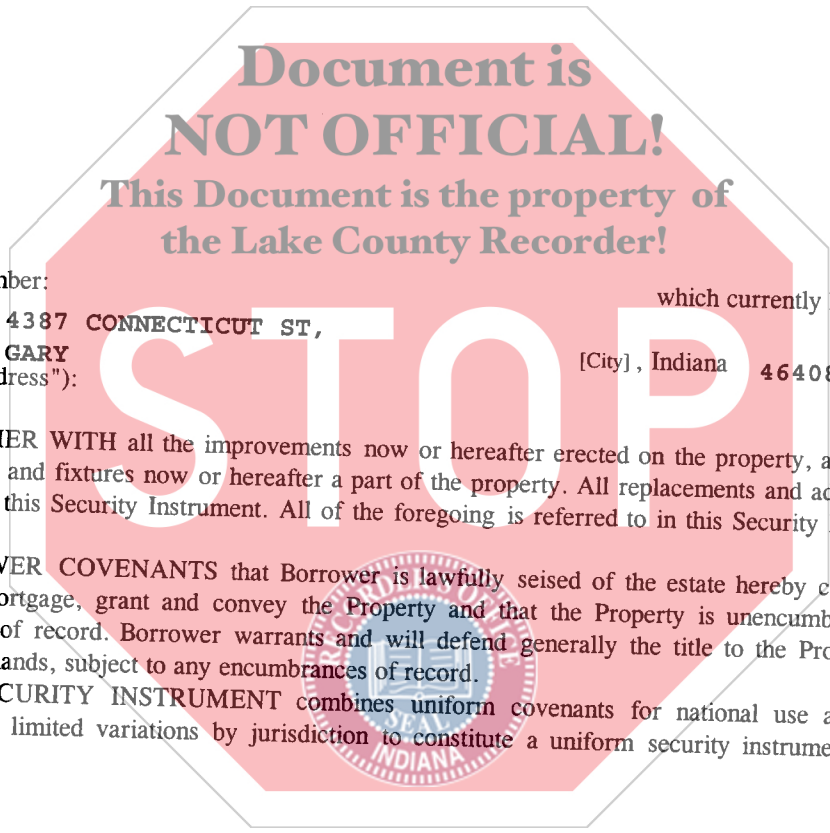 Document is
NOT OFFICIAL!
This Document is the property of
the Lake County Recorder!
nber:
which currently
4387 CONNECTICUT ST,
GARY
[City] , Indiana 46408
dress"):
STOP
IER WITH all the improvements now or hereafter erected on the property, a
and fixtures now or hereafter a part of the property. All replacements and ad
this Security Instrument. All of the foregoing is referred to in this Security
VER COVENANTS that Borrower is lawfully seised of the estate hereby c
ortgage, grant and convey the Property and that the Property is unencumb
of record. Borrower warrants and will defend generally the title to the Pro
ands, subject to any encumbrances of record.
CURITY INSTRUMENT combines uniform covenants for national use a
limited variations by jurisdiction to constitute a uniform security instrume
RECORDER'S OFFICE
SEAL
INDIANA